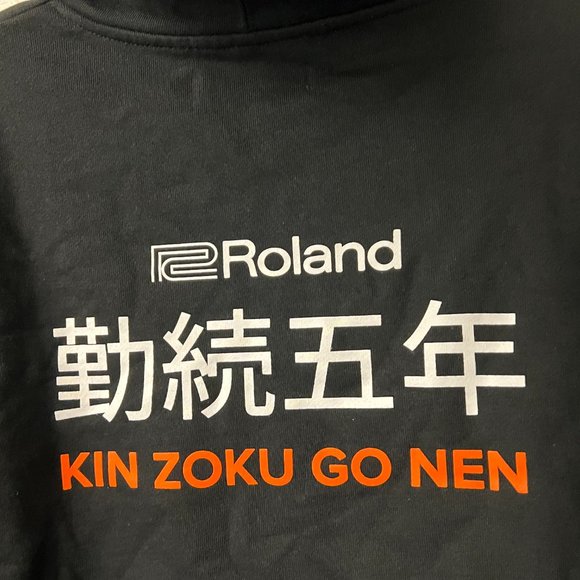 Roland
勤続五年
KIN ZOKU GO NEN